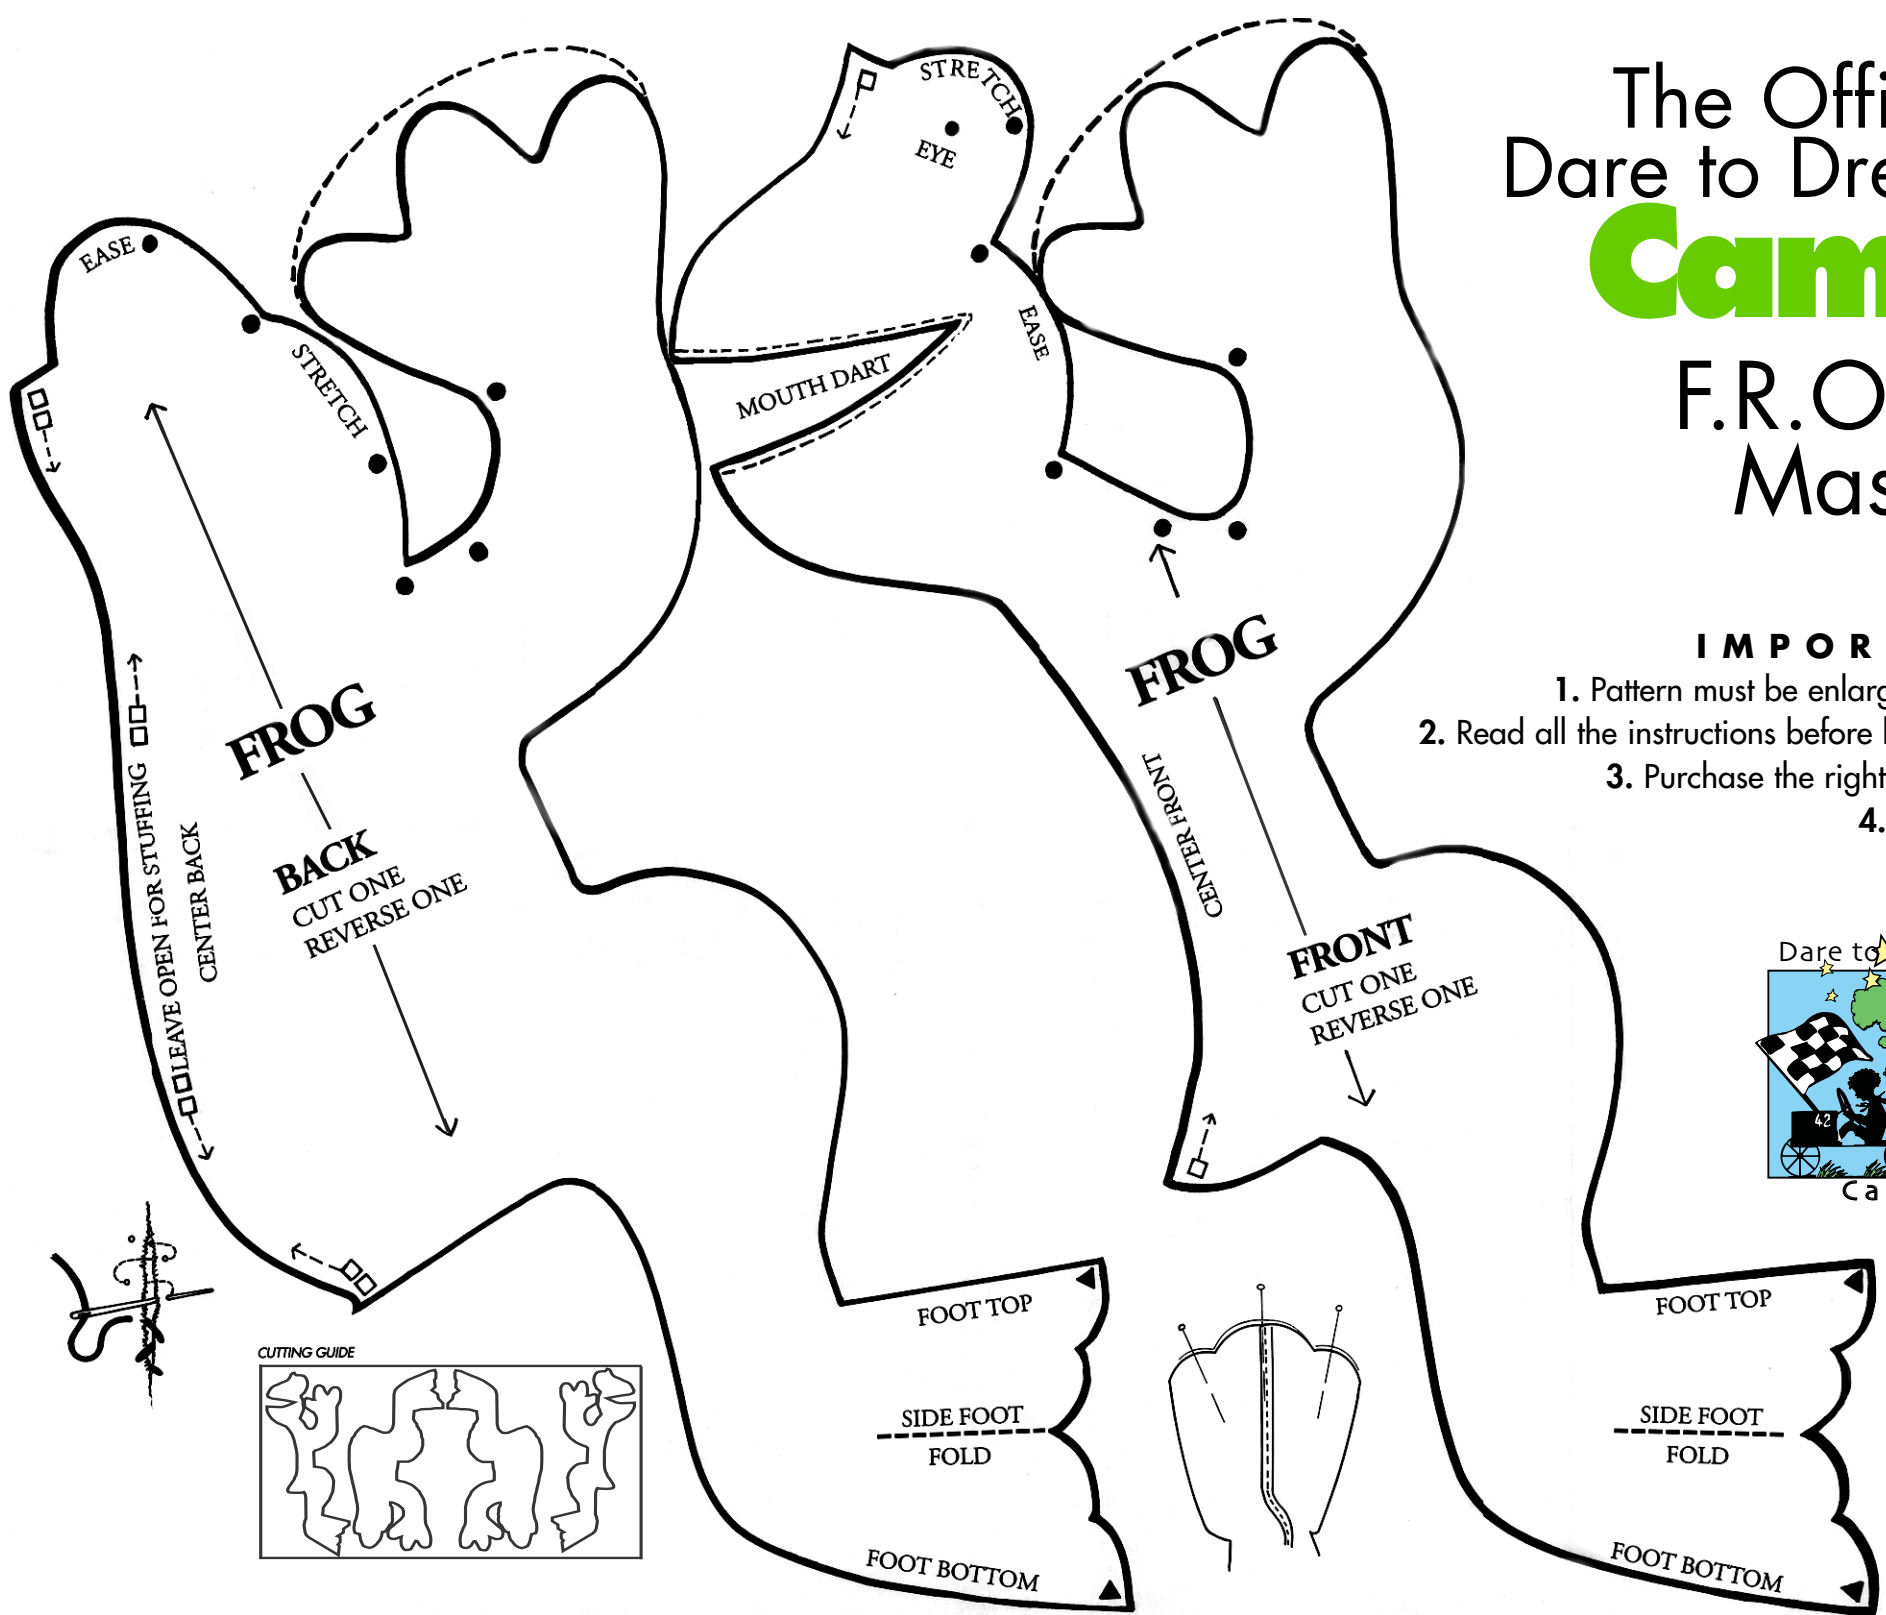 EASE
STRETCH
FROG
BACK
CUT ONE
REVERSE ONE
LEAVE OPEN FOR STUFFING
CENTER BACK
FOOT TOP
SIDE FOOT
FOLD
FOOT BOTTOM
CUTTING GUIDE
STRETCH
EYE
EASE
MOUTH DART
FROG
CENTER FRONT
FRONT
CUT ONE
REVERSE ONE
FOOT TOP
SIDE FOOT
FOLD
FOOT BOTTOM
The Offi
Dare to Dre
Cam
F.R.O
Mas
IMPOR
1. Pattern must be enlarg
2. Read all the instructions before
3. Purchase the right
4.
Dare to
42
Ca